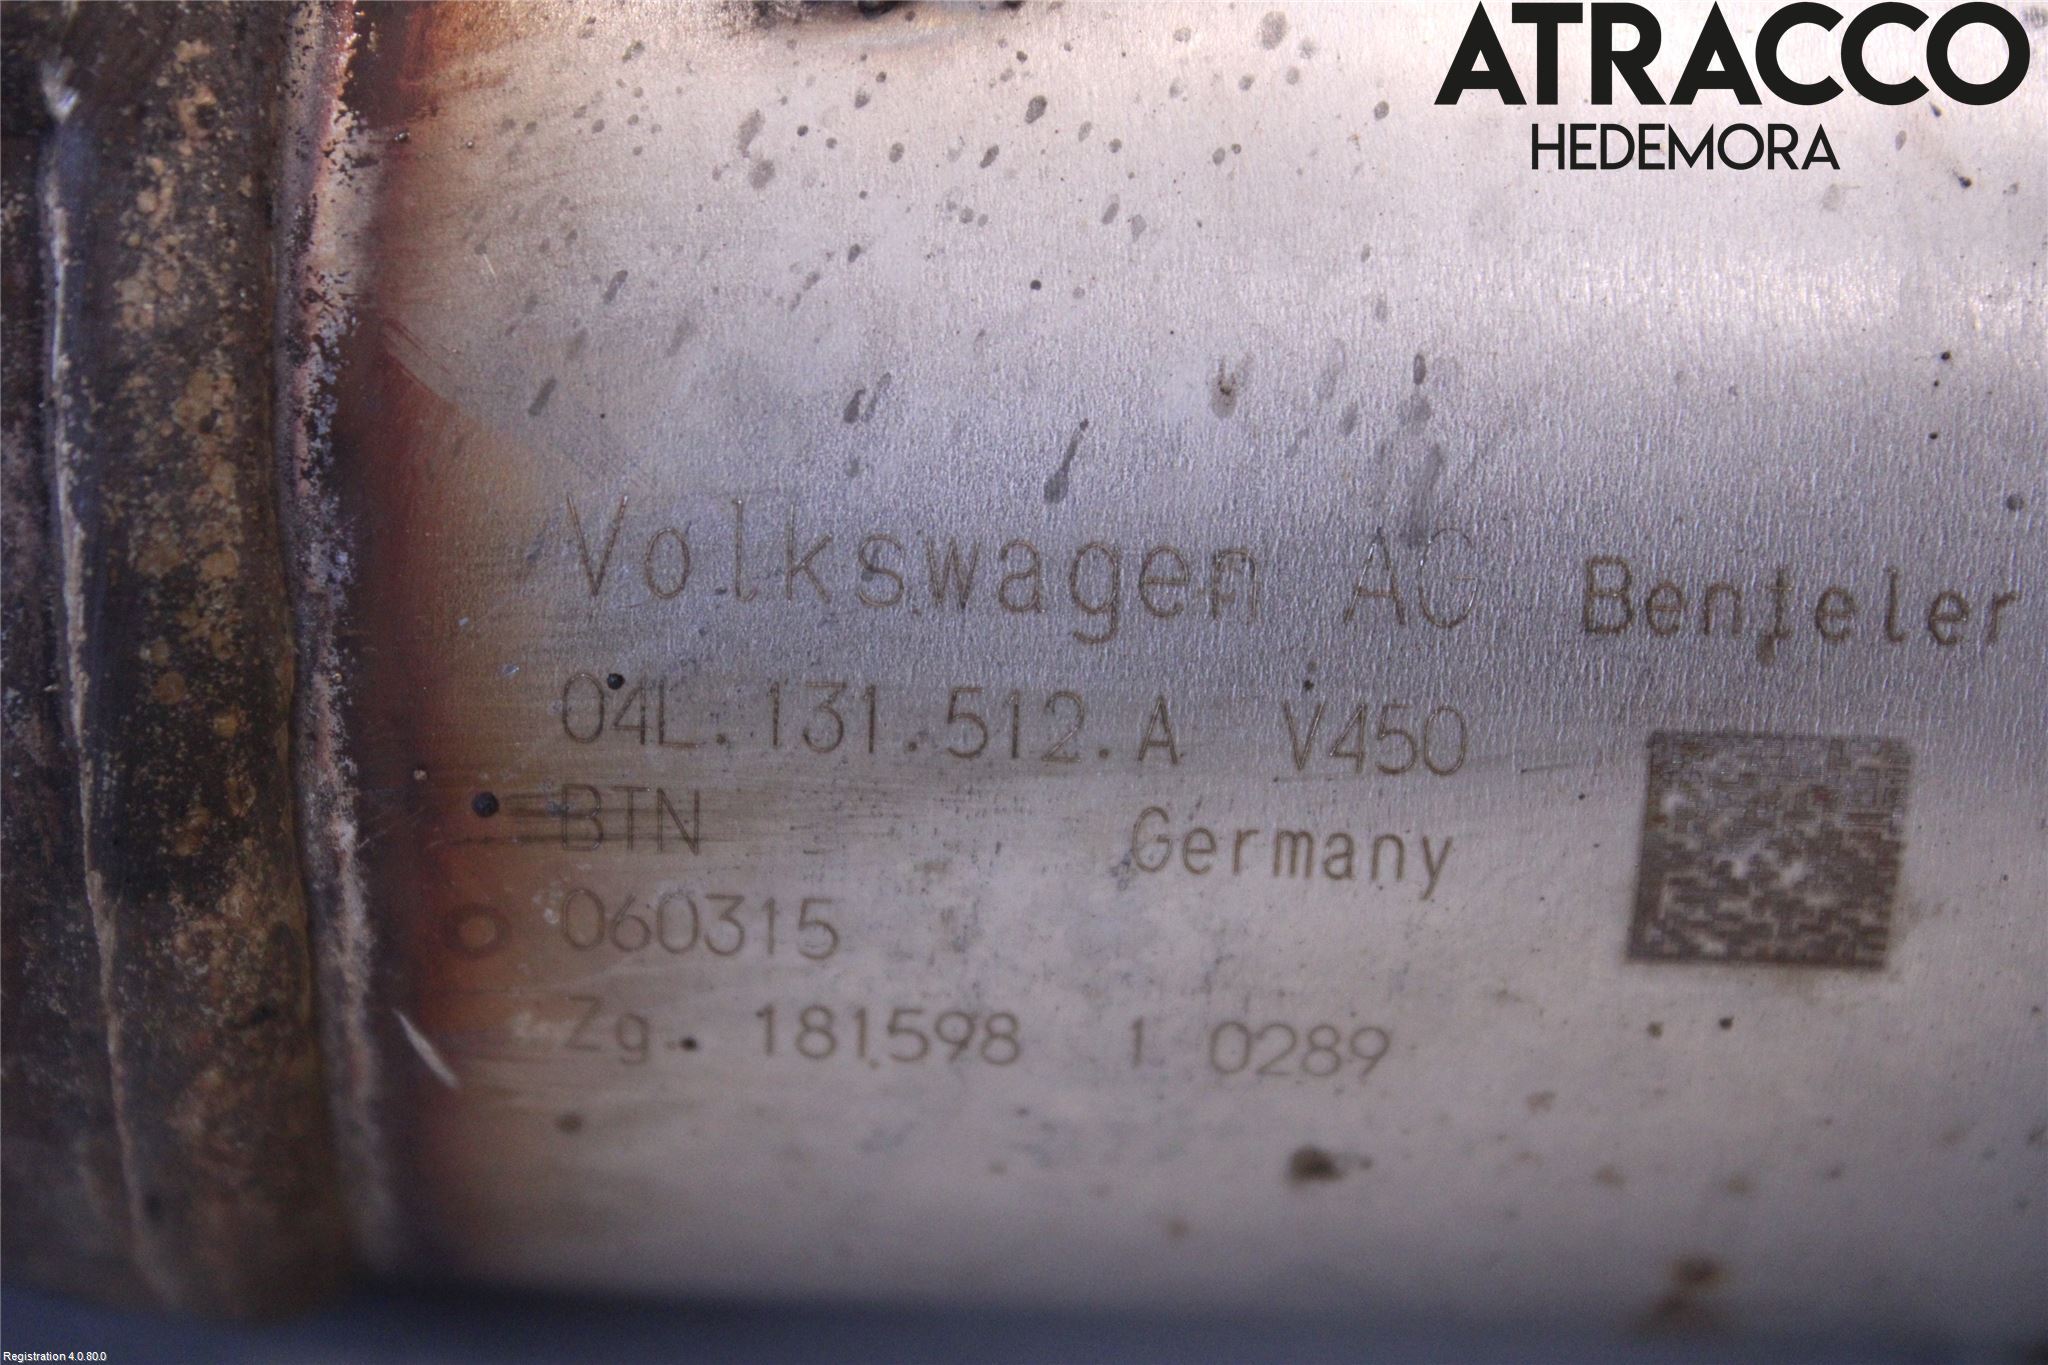 ATRACCO
HEDEMORA
Volkswagen AG Benteler
04L.131.512.A V450
BTN Germany
060315
Zg. 181598 1 0289
Registration 4.0.80.0